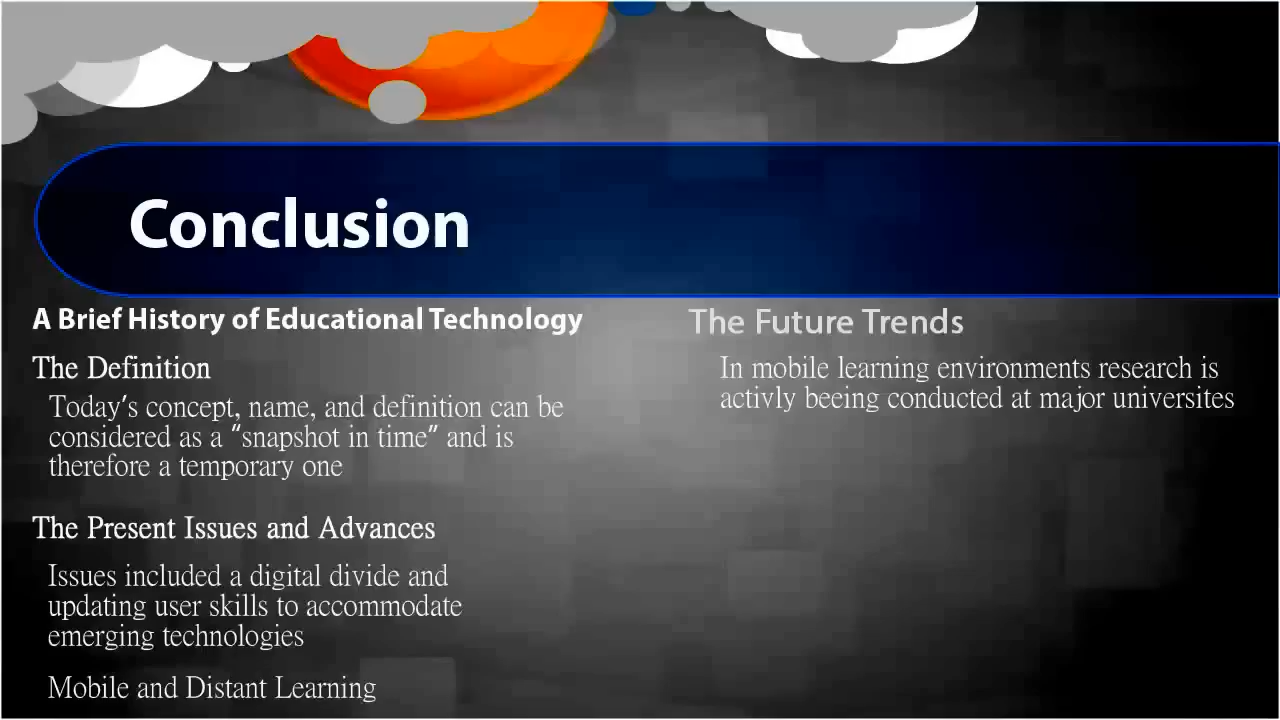 Conclusion
A Brief History of Educational Technology
The Definition
Today's concept, name, and definition can be
considered as a "snapshot in time" and is
therefore a temporary one
The Present Issues and Advances
Issues included a digital divide and
updating user skills to accommodate
emerging technologies
Mobile and Distant Learning
The Future Trends
In mobile learning environments research is
activly beeing conducted at major universites